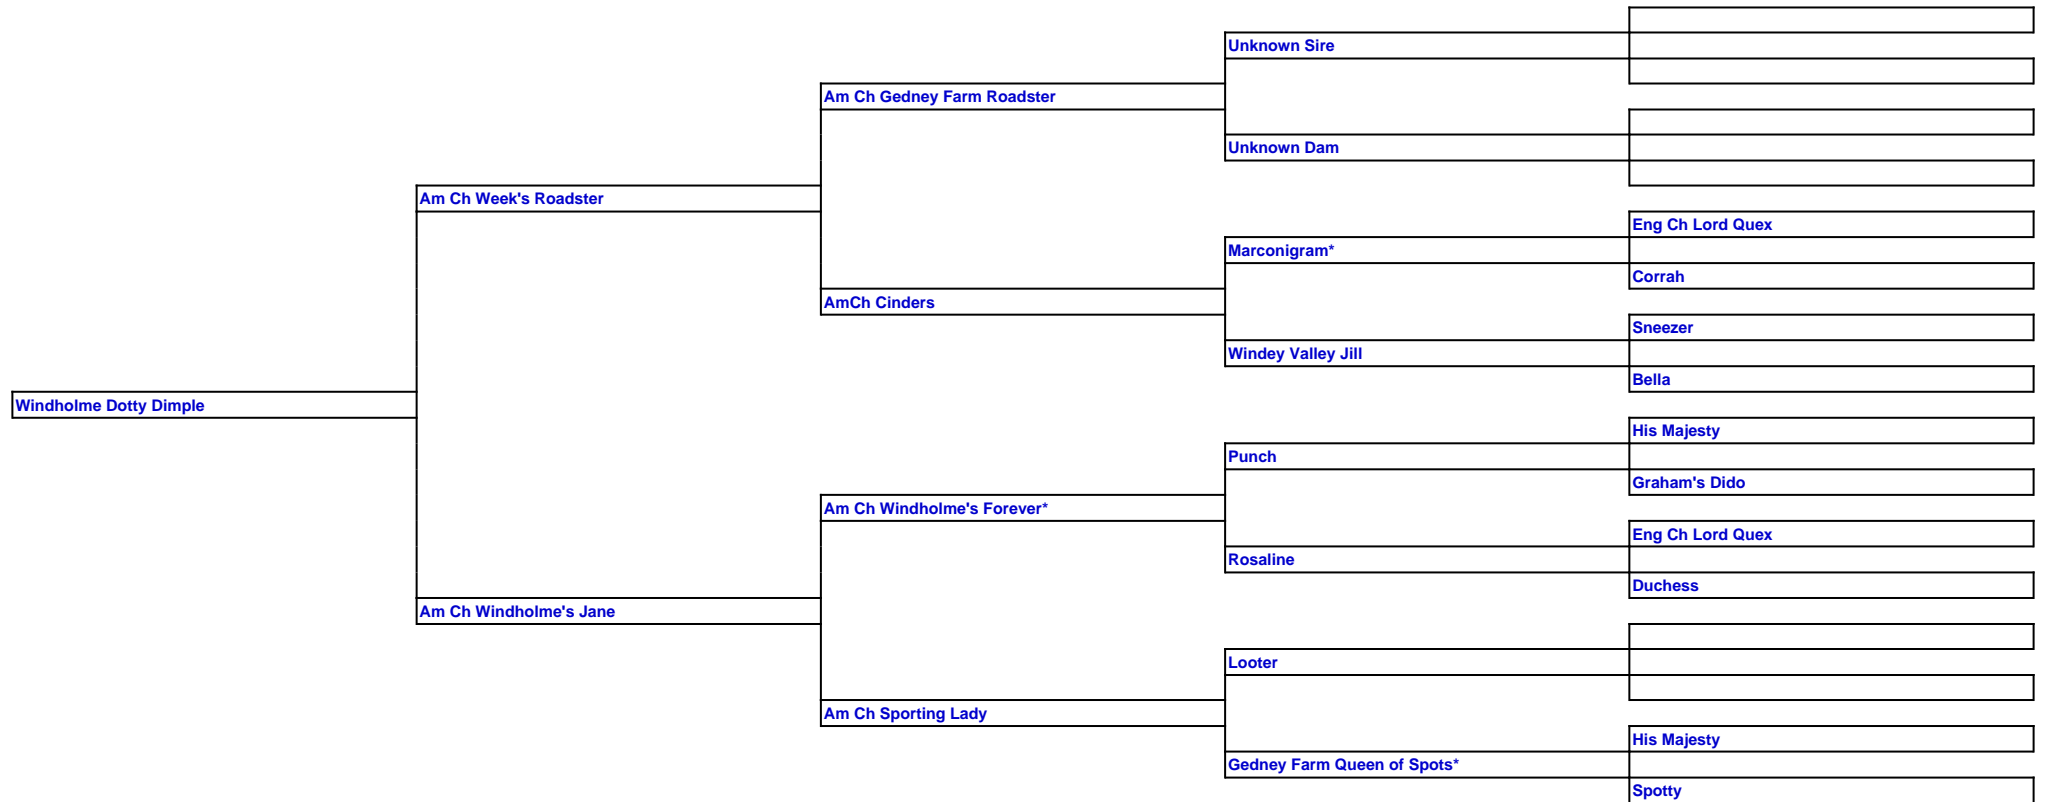 Unknown Sire
Am Ch Gedney Farm Roadster
Unknown Dam
Am Ch Week's Roadster
Eng Ch Lord Quex
Marconigram*
Corrah
AmCh Cinders
Sneezer
Windey Valley Jill
Bella
Windholme Dotty Dimple
His Majesty
Punch
Graham's Dido
Am Ch Windholme's Forever*
Eng Ch Lord Quex
Rosaline
Duchess
Am Ch Windholme's Jane
Looter
Am Ch Sporting Lady
His Majesty
Gedney Farm Queen of Spots*
Spotty